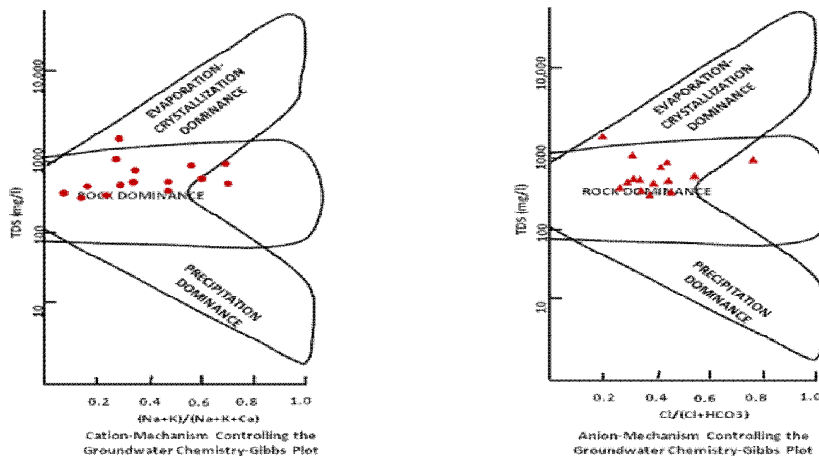 10,000
1000
100
10
TDS (mg/l)
EVAPORATION-
CRYSTALLIZATION
DOMINANCE
ROCK DOMINANCE
PRECIPITATION
DOMINANCE
0.2 0.4 0.6 0.8 1.0
(Na+K)/(Na+K+Ca)
Cation-Mechanism Controlling the
Groundwater Chemistry-Gibbs Plot
10,000
1000
100
10
TDS (mg/l)
EVAPORATION-
CRYSTALLIZATION
DOMINANCE
ROCK DOMINANCE
PRECIPITATION
DOMINANCE
0.2 0.4 0.6 0.8 1.0
Cl/(Cl+HCO3)
Anion-Mechanism Controlling the
Groundwater Chemistry-Gibbs Plot